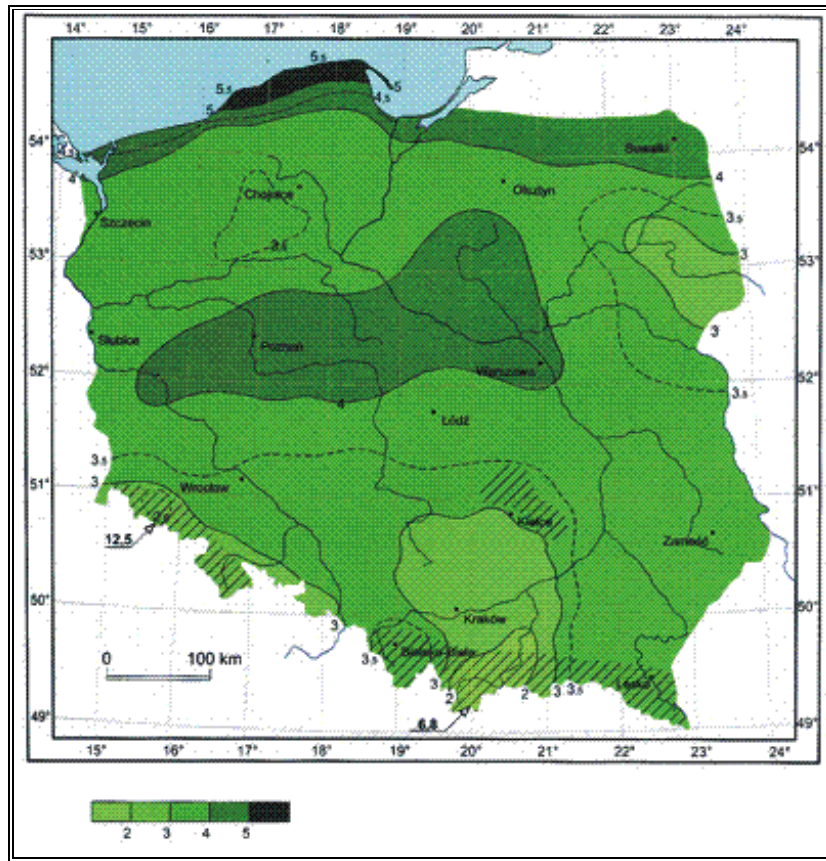 14° 15° 16° 17° 18° 19° 20° 21° 22° 23° 24°
5.5
5.5
5
5
4.5
54°
4.5
4
Suwałki
54°
4
Chojnice
Olsztyn
3.5
Szczecin
3.5
53°
3
53°
3
Słubice
Poznań
52°
Warszawa
52°
3.5
4
Łódź
3.5
3
51°
Wrocław
51°
Kielce
Zamość
12,5
50°
50°
Kraków
3
0 100 km
3.5
Bielsko-Biała
Lesko
3
2
2
3
3.5
49°
6,8
49°
15° 16° 17° 18° 19° 20° 21° 22° 23° 24°
2 3 4 5